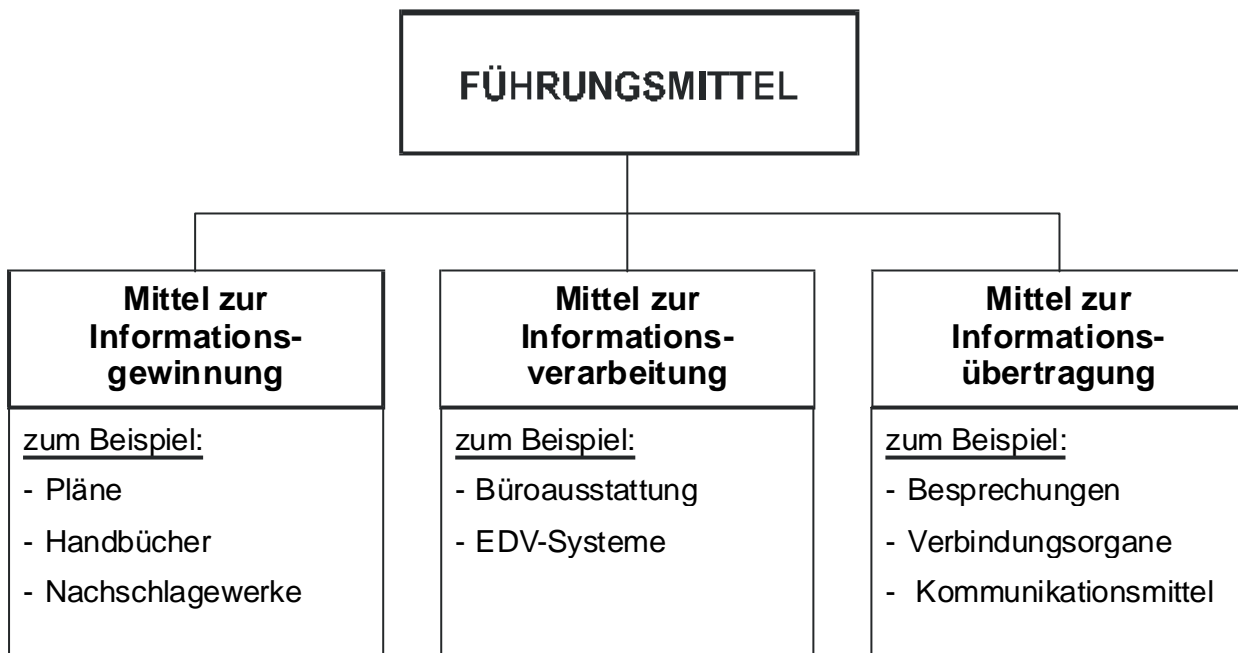 FÜHRUNGSMITTEL
Mittel zur
Informations-
gewinnung
zum Beispiel:
- Pläne
- Handbücher
- Nachschlagewerke
Mittel zur
Informations-
verarbeitung
zum Beispiel:
- Büroausstattung
- EDV-Systeme
Mittel zur
Informations-
übertragung
zum Beispiel:
- Besprechungen
- Verbindungsorgane
- Kommunikationsmittel